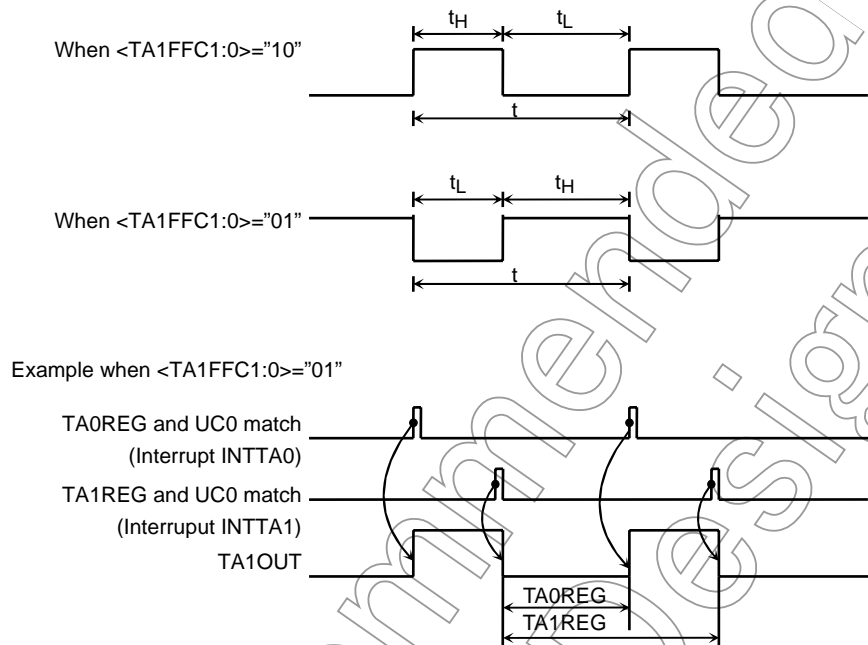 tH tL
When <TA1FFC1:0>="10"
t
tL tH
When <TA1FFC1:0>="01"
t
Example when <TA1FFC1:0>="01"
TA0REG and UC0 match
(Interrupt INTTA0)
TA1REG and UC0 match
(Interruput INTTA1)
TA1OUT
TA0REG
TA1REG